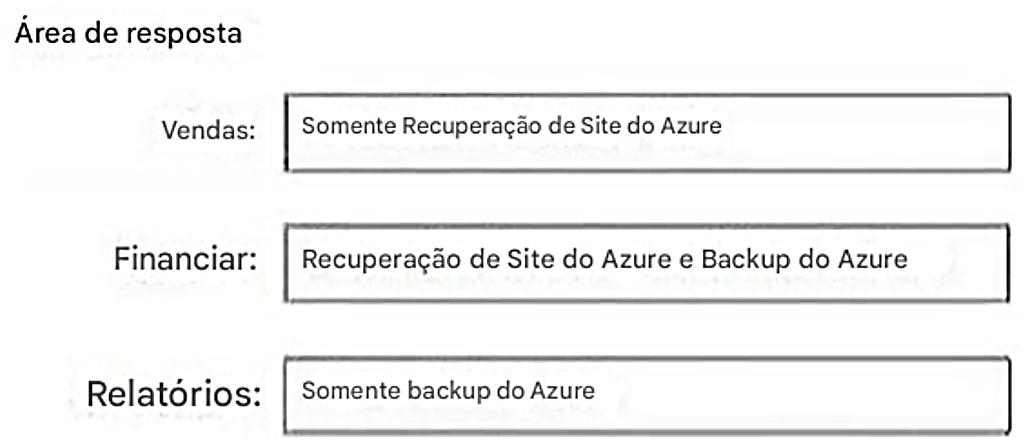 Área de resposta
Vendas: Somente Recuperação de Site do Azure
Financiar: Recuperação de Site do Azure e Backup do Azure
Relatórios: Somente backup do Azure